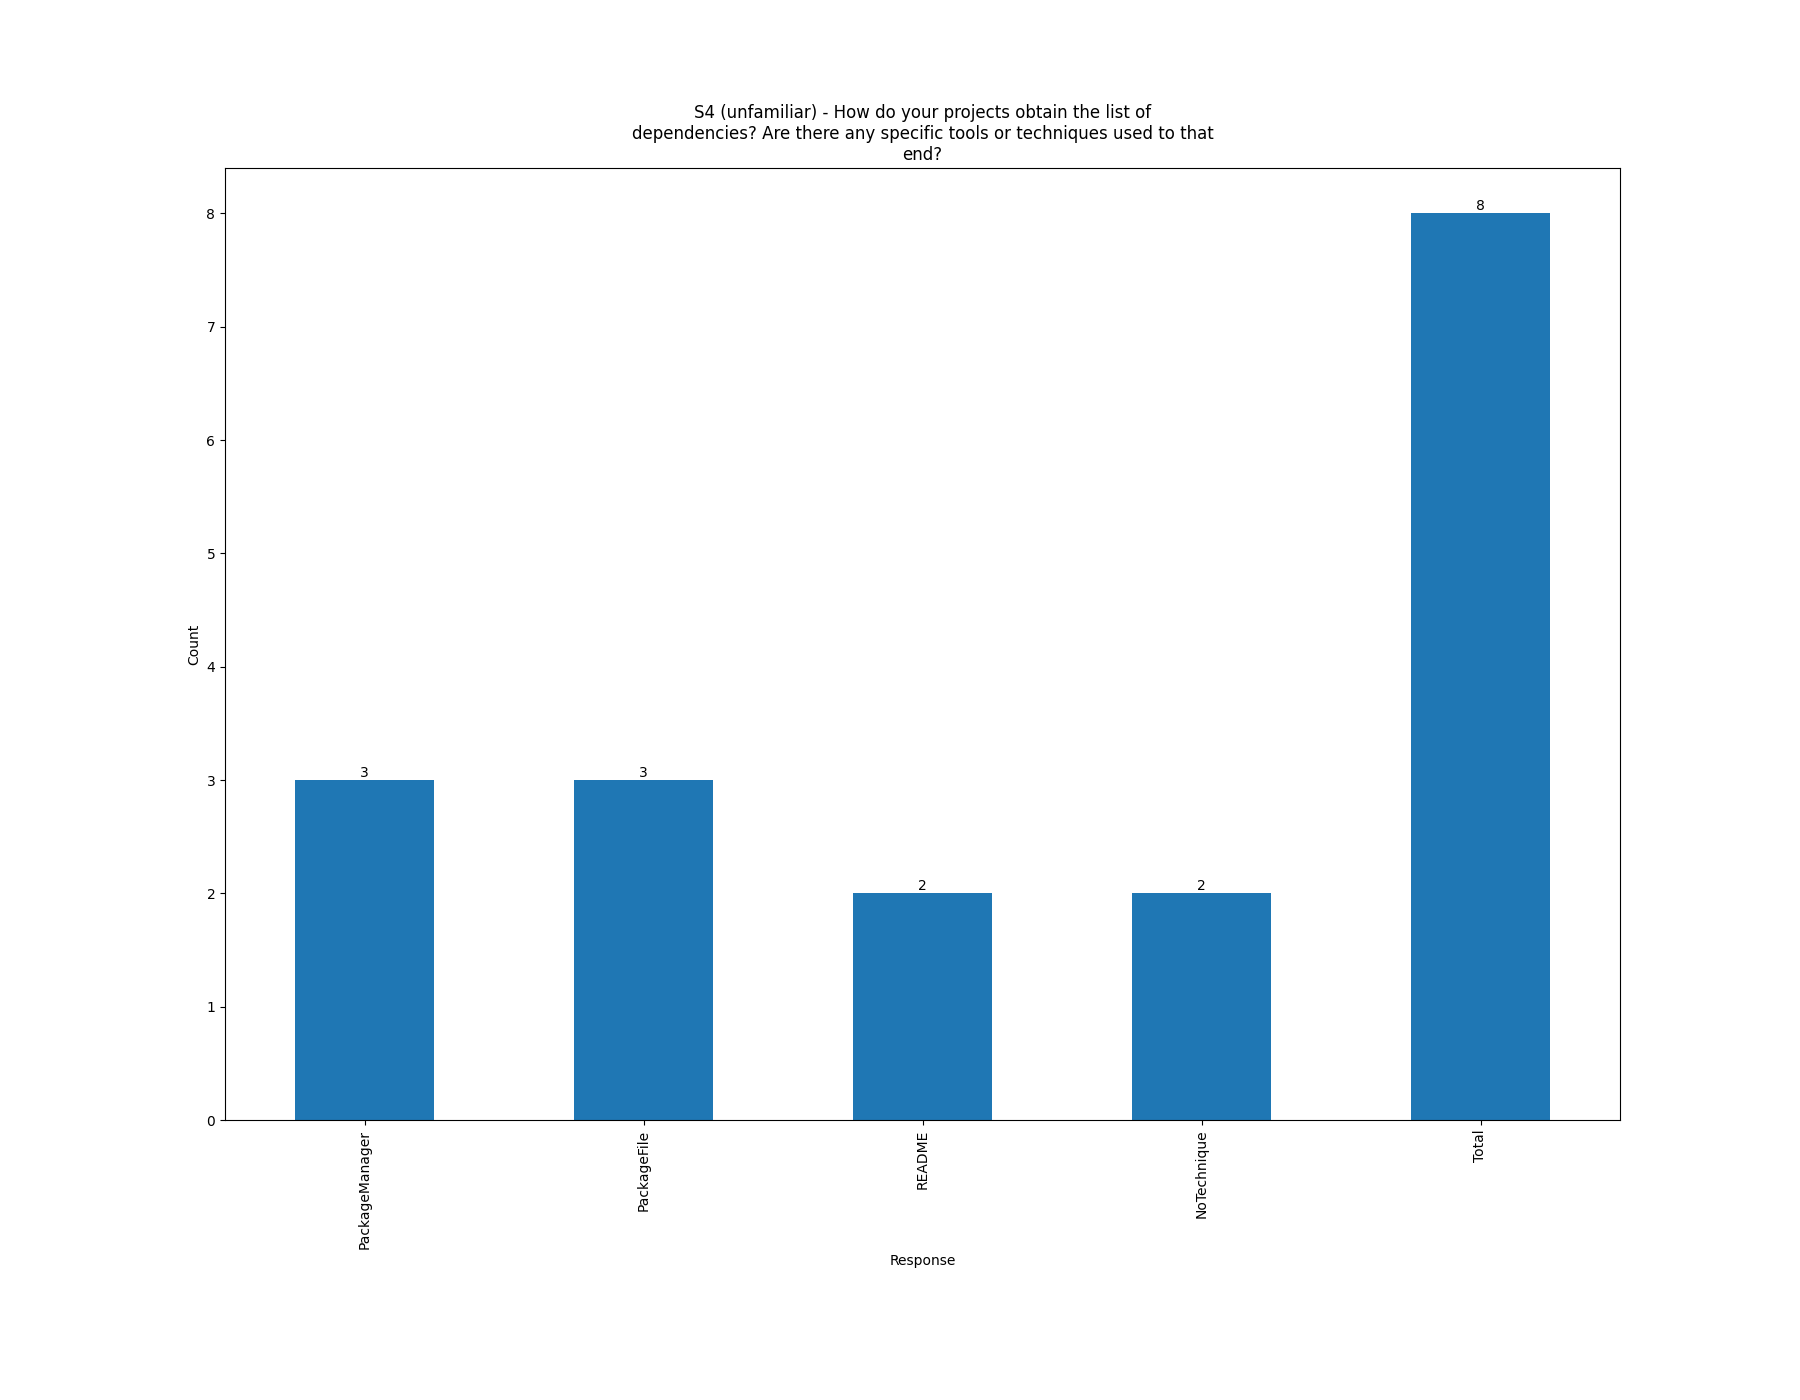 S4 (unfamiliar) - How do your projects obtain the list of
dependencies? Are there any specific tools or techniques used to that
end?
8
8
7
6
5
Count
4
3
3
3
2
2
2
1
0
PackageManager
PackageFile
README
NoTechnique
Total
Response